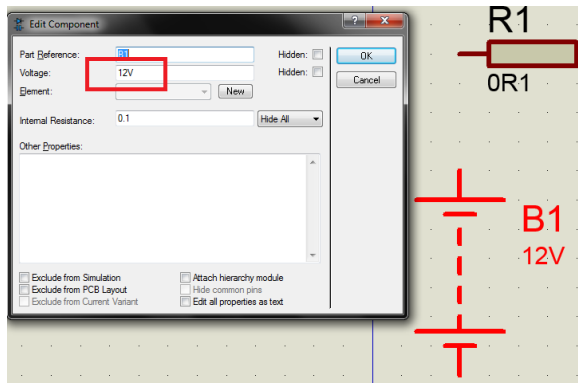 Edit Component
Part Reference:
B1
Hidden:
OK
Voltage:
12V
Hidden:
Cancel
Element:
New
Internal Resistance:
0.1
Hide All
Other Properties:
Exclude from Simulation
Attach hierarchy module
Exclude from PCB Layout
Hide common pins
Exclude from Current Variant
Edit all properties as text
R1
0R1
B1
12V